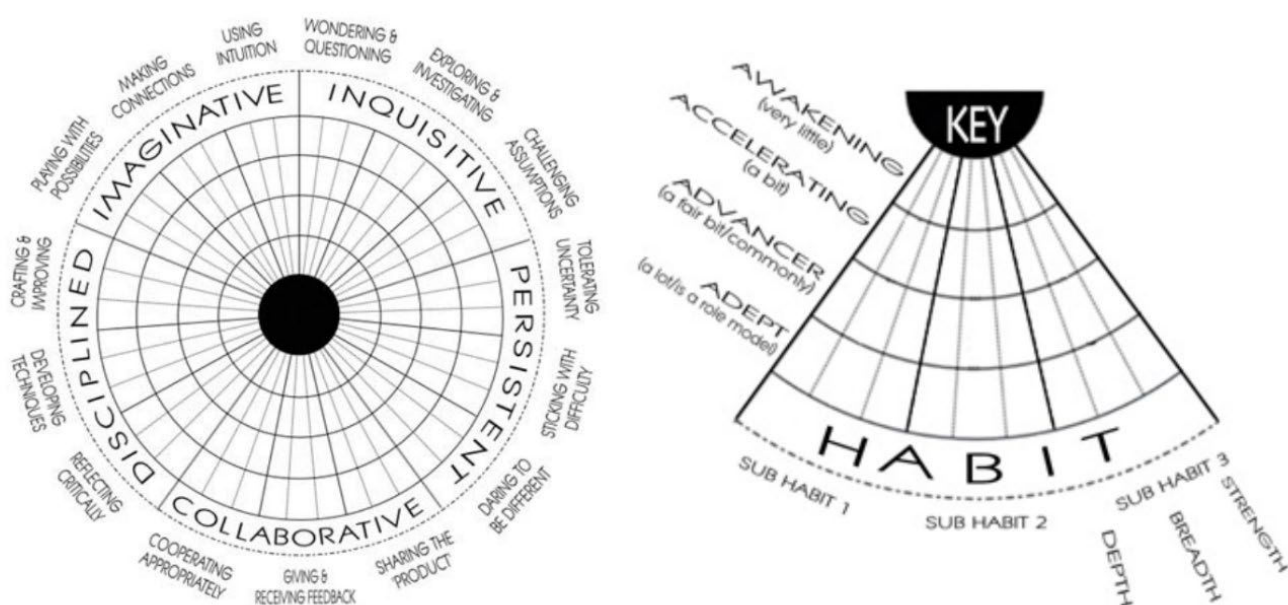 WONDERING &
QUESTIONING
EXPLORING &
INVESTIGATING
CHALLENGING
ASSUMPTIONS
TOLERATING
UNCERTAINTY
STICKING WITH
DIFFICULTY
DARING TO
BE DIFFERENT
SHARING THE
'PRODUCT'
GIVING &
RECEIVING FEEDBACK
COOPERATING
APPROPRIATELY
REFLECTING
CRITICALLY
DEVELOPING
TECHNIQUES
CRAFTING &
IMPROVING
PLAYING WITH
POSSIBILITIES
MAKING
CONNECTIONS
USING
INTUITION
INQUISITIVE
PERSISTENT
COLLABORATIVE
DISCIPLINED
IMAGINATIVE
KEY
AWAKENING
(very little)
ACCELERATING
(a bit)
ADVANCER
(a fair bit/commonly)
ADEPT
(a lot/is a role model)
HABIT
SUB HABIT 1
SUB HABIT 2
SUB HABIT 3
DEPTH
BREADTH
STRENGTH